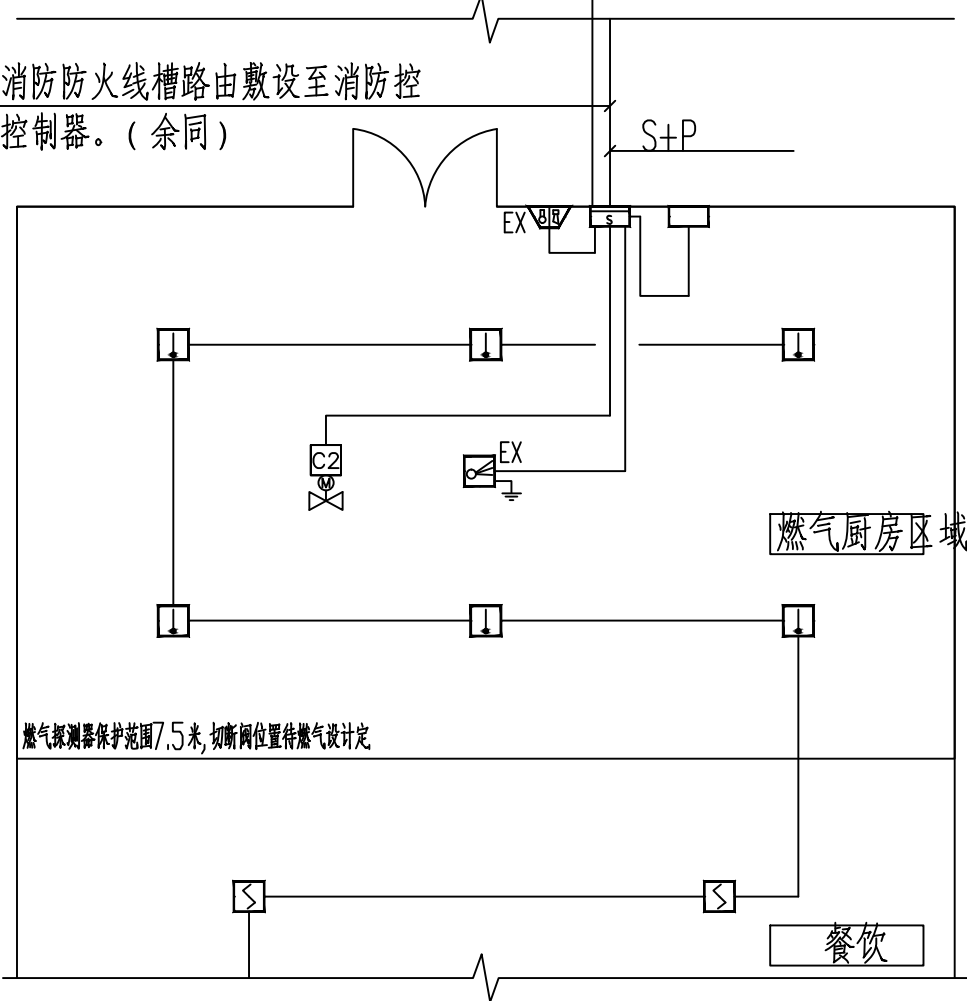 消防防火线槽路由敷设至消防控
控制器。(余同)
S+P
EX
S
C2
M
EX
燃气厨房区域
燃气探测器保护范围7.5米,切断阀位置待燃气设计定
餐饮